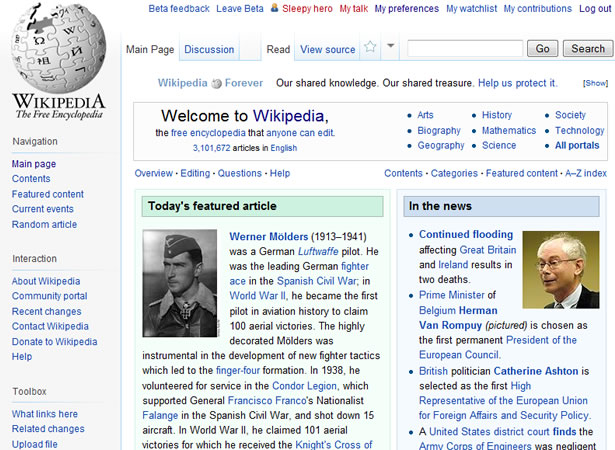 Beta feedback Leave Beta Sleepy hero My talk My preferences My watchlist My contributions Log out
Main Page Discussion Read View source Go Search
WIKIPEDIA
The Free Encyclopedia
Wikipedia Forever Our shared knowledge. Our shared treasure. Help us protect it. [Show]
Welcome to Wikipedia,
the free encyclopedia that anyone can edit.
3,101,672 articles in English
Arts
Biography
Geography
History
Mathematics
Science
Society
Technology
All portals
Overview · Editing · Questions · Help
Contents · Categories · Featured content · A–Z index
Navigation
Main page
Contents
Featured content
Current events
Random article
Interaction
About Wikipedia
Community portal
Recent changes
Contact Wikipedia
Donate to Wikipedia
Help
Toolbox
What links here
Related changes
Upload file
Today's featured article
Werner Mölders (1913–1941)
was a German Luftwaffe pilot. He
was the leading German fighter
ace in the Spanish Civil War; in
World War II, he became the first
pilot in aviation history to claim
100 aerial victories. The highly
decorated Mölders was
instrumental in the development of new fighter tactics
which led to the finger-four formation. In 1938, he
volunteered for service in the Condor Legion, which
supported General Francisco Franco's Nationalist
Falange in the Spanish Civil War, and shot down 15
aircraft. In World War II, he claimed 101 aerial
victories for which he received the Knight's Cross of
In the news
Continued flooding
affecting Great Britain
and Ireland results in
two deaths.
Prime Minister of
Belgium Herman
Van Rompuy (pictured) is chosen as
the first permanent President of the
European Council.
British politician Catherine Ashton is
selected as the first High
Representative of the European Union
for Foreign Affairs and Security Policy.
A United States district court finds the
Army Corps of Engineers was negligent